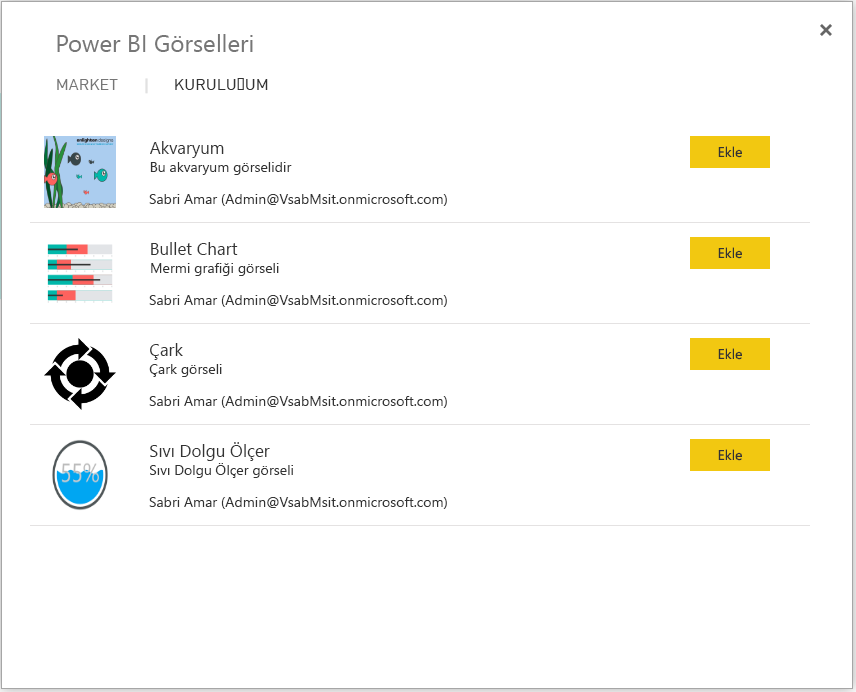 Power BI Görselleri
MARKET | KURULU▯UM
enlighten designs
Akvaryum
Bu akvaryum görselidir
Ekle
Sabri Amar (Admin@VsabMsit.onmicrosoft.com)
Bullet Chart
Mermi grafiği görseli
Ekle
Sabri Amar (Admin@VsabMsit.onmicrosoft.com)
Çark
Çark görseli
Ekle
Sabri Amar (Admin@VsabMsit.onmicrosoft.com)
55%
Sıvı Dolgu Ölçer
Sıvı Dolgu Ölçer görseli
Ekle
Sabri Amar (Admin@VsabMsit.onmicrosoft.com)